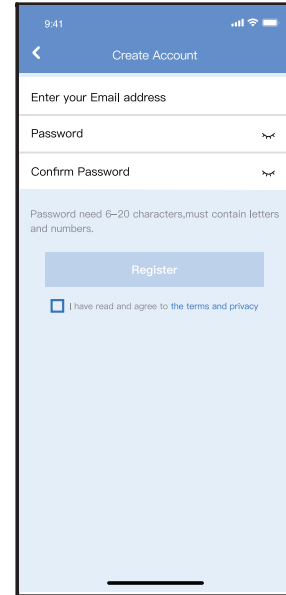 9:41
Create Account
Enter your Email address
Password
Confirm Password
Password need 6–20 characters,must contain letters
and numbers.
Register
I have read and agree to the terms and privacy